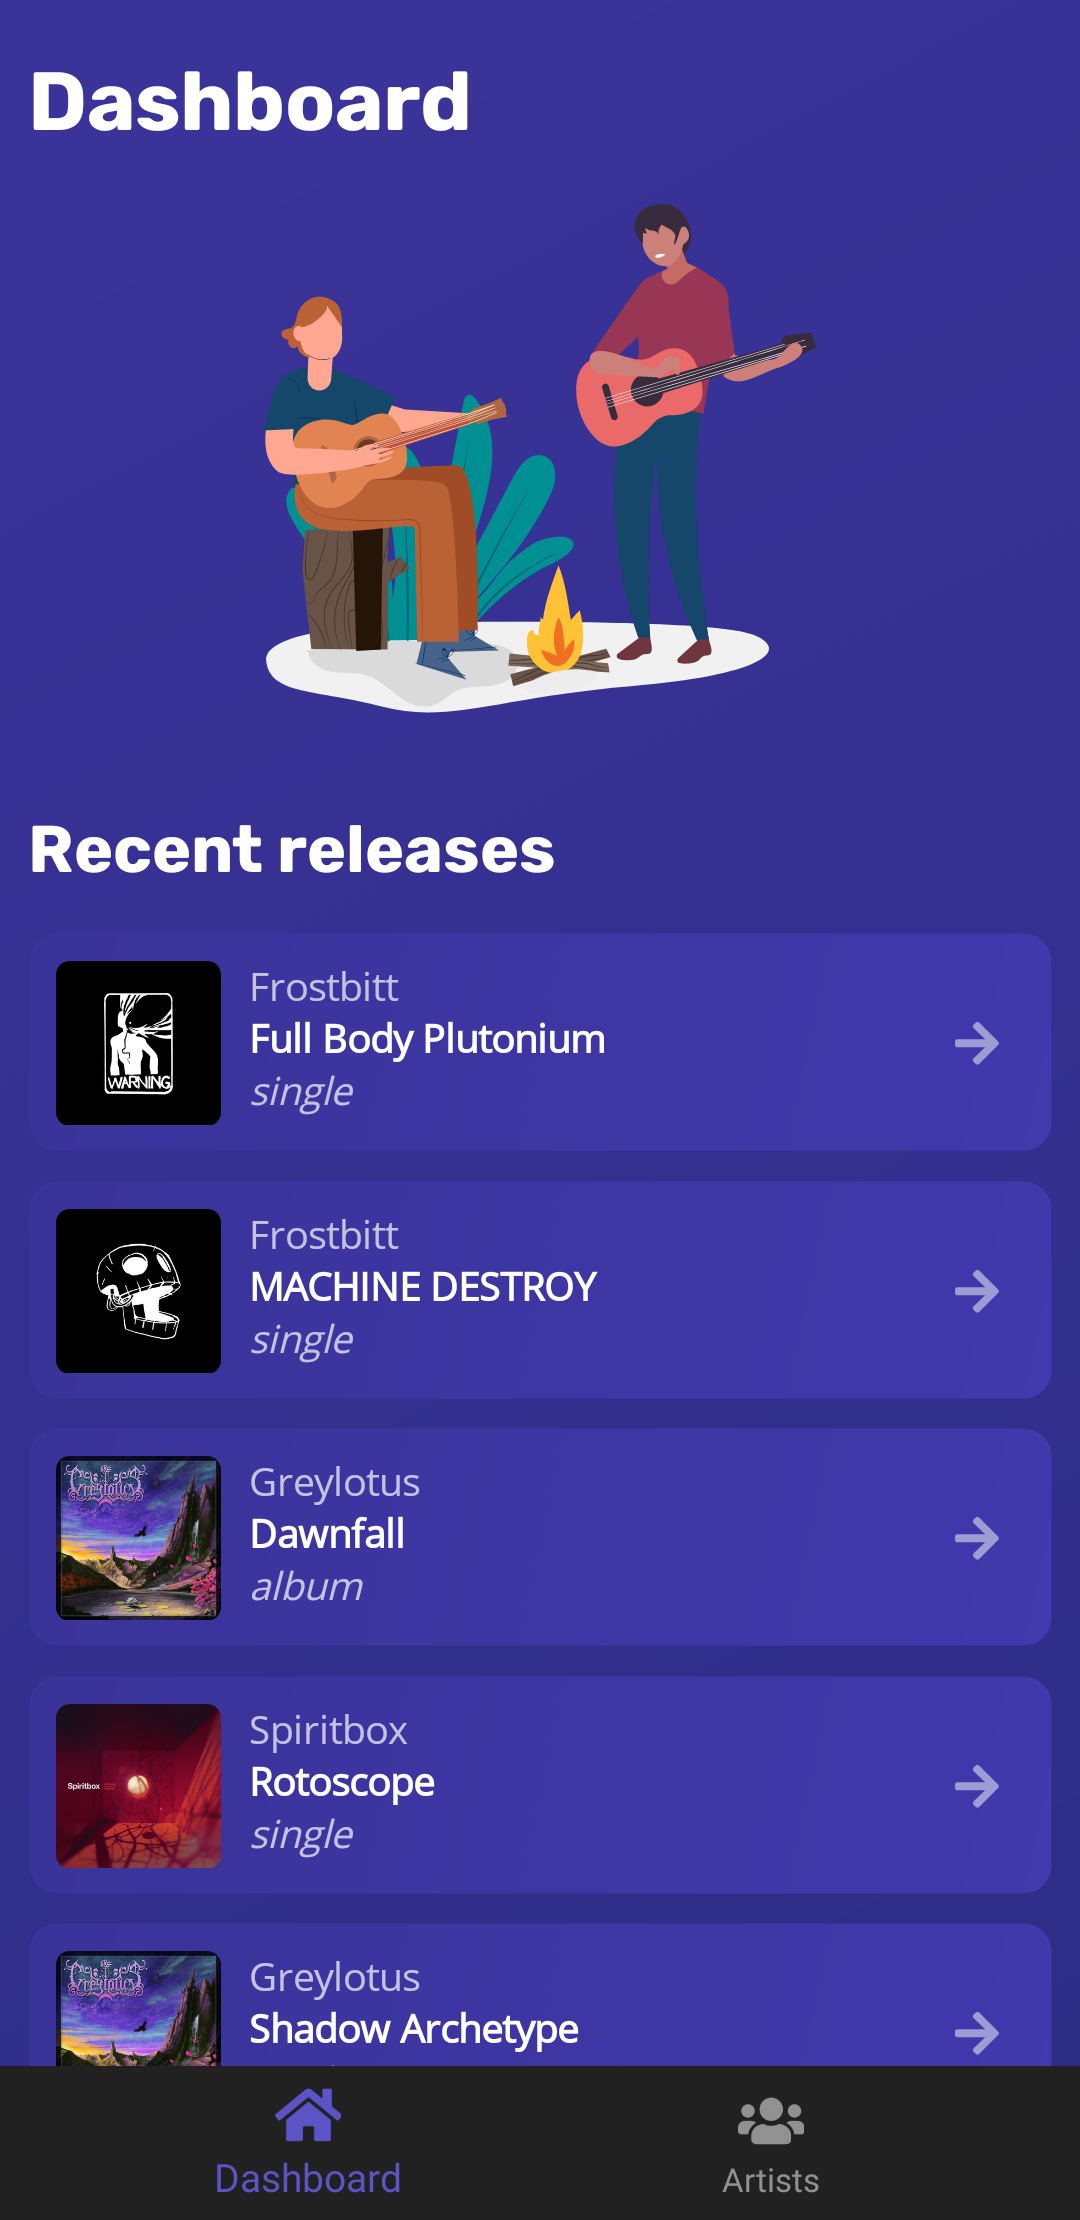 Dashboard
Recent releases
Frostbitt
Full Body Plutonium
single
WARNING
Frostbitt
MACHINE DESTROY
single
Greylotus
Greylotus
Dawnfall
album
Spiritbox
Spiritbox
Rotoscope
single
Greylotus
Greylotus
Shadow Archetype
Dashboard
Artists